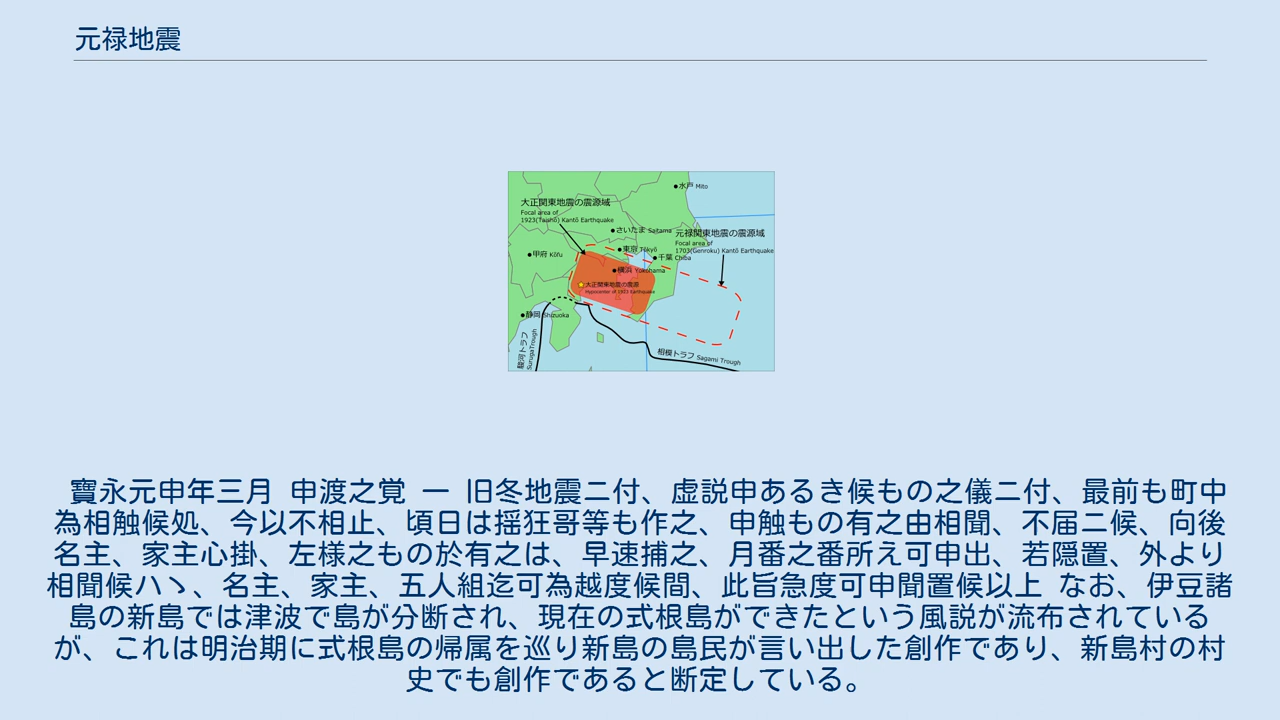 元禄地震
水戸 Mito
大正関東地震の震源域
Focal area of
1923(Taishō) Kantō Earthquake
さいたま Saitama
元禄関東地震の震源域
Focal area of
1703(Genroku) Kantō Earthquake
東京 Tōkyō
甲府 Kōfu
千葉 Chiba
横浜 Yokohama
大正関東地震の震源
Hypocenter of 1923 Earthquake
静岡 Shizuoka
駿河トラフ
SurugaTrough
相模トラフ Sagami Trough
寶永元申年三月 申渡之覚 一 旧冬地震ニ付、虚説申あるき候もの之儀ニ付、最前も町中
為相触候処、今以不相止、頃日は揺狂哥等も作之、申触もの有之由相聞、不届ニ候、向後
名主、家主心掛、左様之もの於有之は、早速捕之、月番之番所え可申出、若隠置、外より
相聞候ハヽ、名主、家主、五人組迄可為越度候間、此旨急度可申聞置候以上 なお、伊豆諸
島の新島では津波で島が分断され、現在の式根島ができたという風説が流布されている
が、これは明治期に式根島の帰属を巡り新島の島民が言い出した創作であり、新島村の村
史でも創作であると断定している。